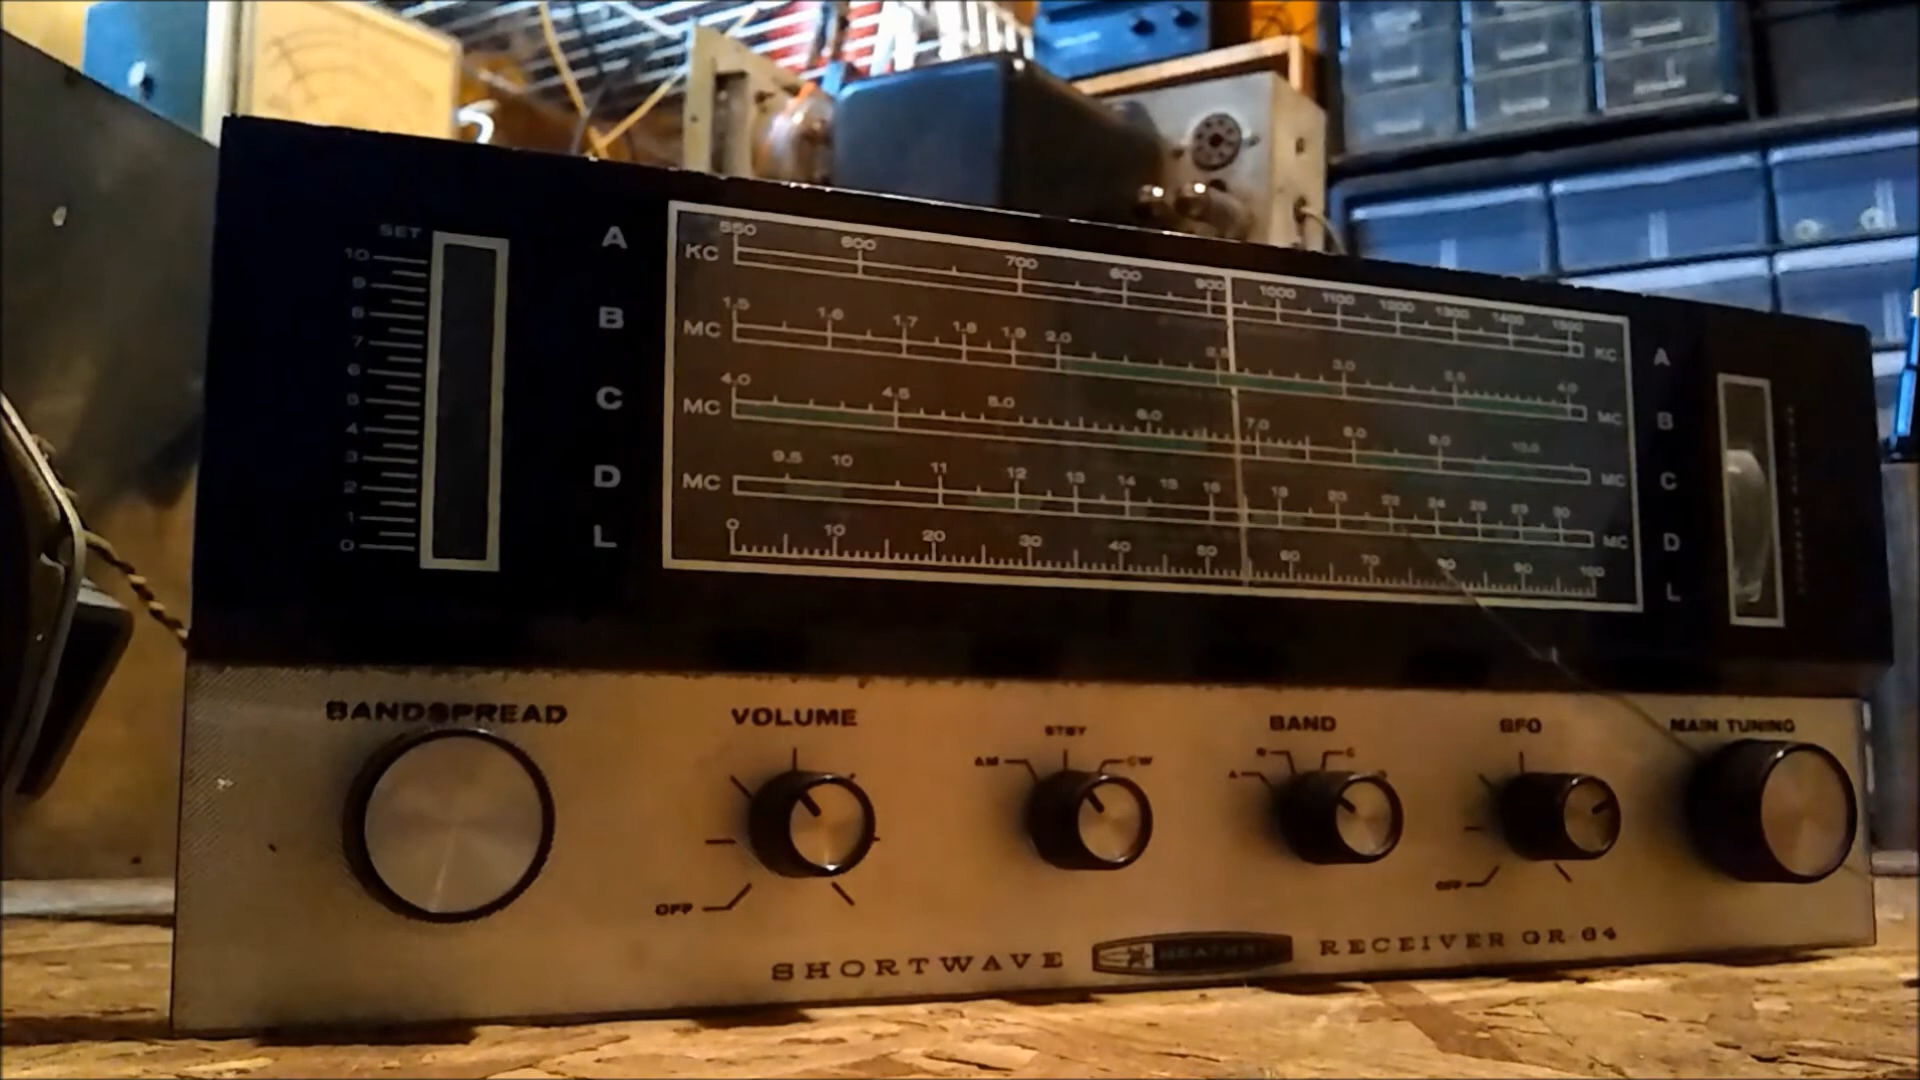 SET
10
9
8
7
6
5
4
3
2
1
0
A
B
C
D
L
550 600 700 800 900 1000 1100 1200 1300 1400 1500
KC KC
1.5 1.6 1.7 1.8 1.9 2.0 2.5 3.0 3.5 4.0
MC MC
4.0 4.5 5.0 6.0 7.0 8.0 9.0 10.0
MC MC
9.5 10 11 12 13 14 15 16 18 20
MC MC
0 10 20 30 40 50 60 70 80 90 100
A
B
C
D
L
BANDSPREAD
VOLUME
OFF
STBY
AM CW
BAND
A B C D
BFO
OFF
MAIN TUNING
SHORTWAVE HEATHKIT RECEIVER GR-64